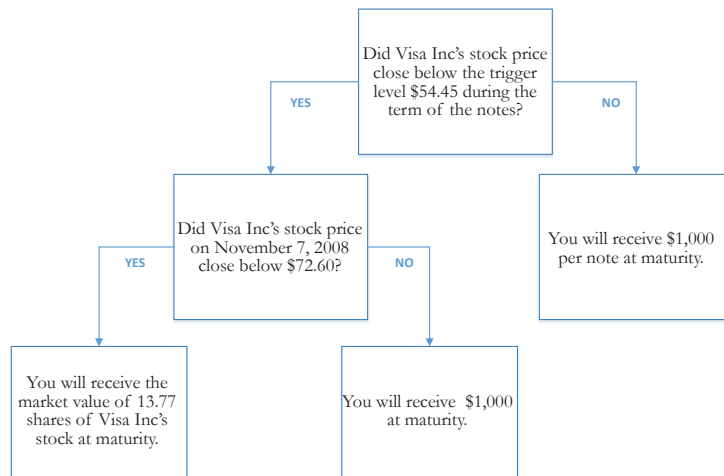 Did Visa Inc's stock price
close below the trigger
level $54.45 during the
term of the notes?
YES
NO
Did Visa Inc's stock price
on November 7, 2008
close below $72.60?
You will receive $1,000
per note at maturity.
YES
NO
You will receive the
market value of 13.77
shares of Visa Inc's
stock at maturity.
You will receive $1,000
at maturity.